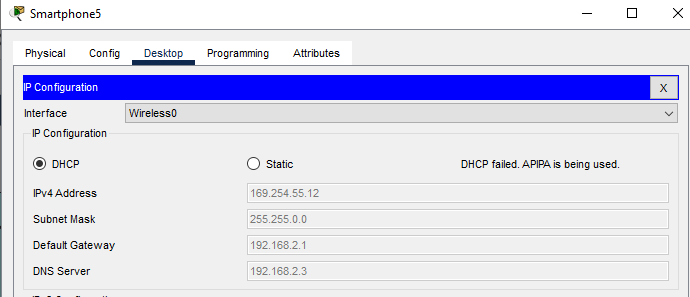 Smartphone5
Physical Config Desktop Programming Attributes
IP Configuration X
Interface Wireless0
IP Configuration
DHCP Static DHCP failed. APIPA is being used.
IPv4 Address 169.254.55.12
Subnet Mask 255.255.0.0
Default Gateway 192.168.2.1
DNS Server 192.168.2.3